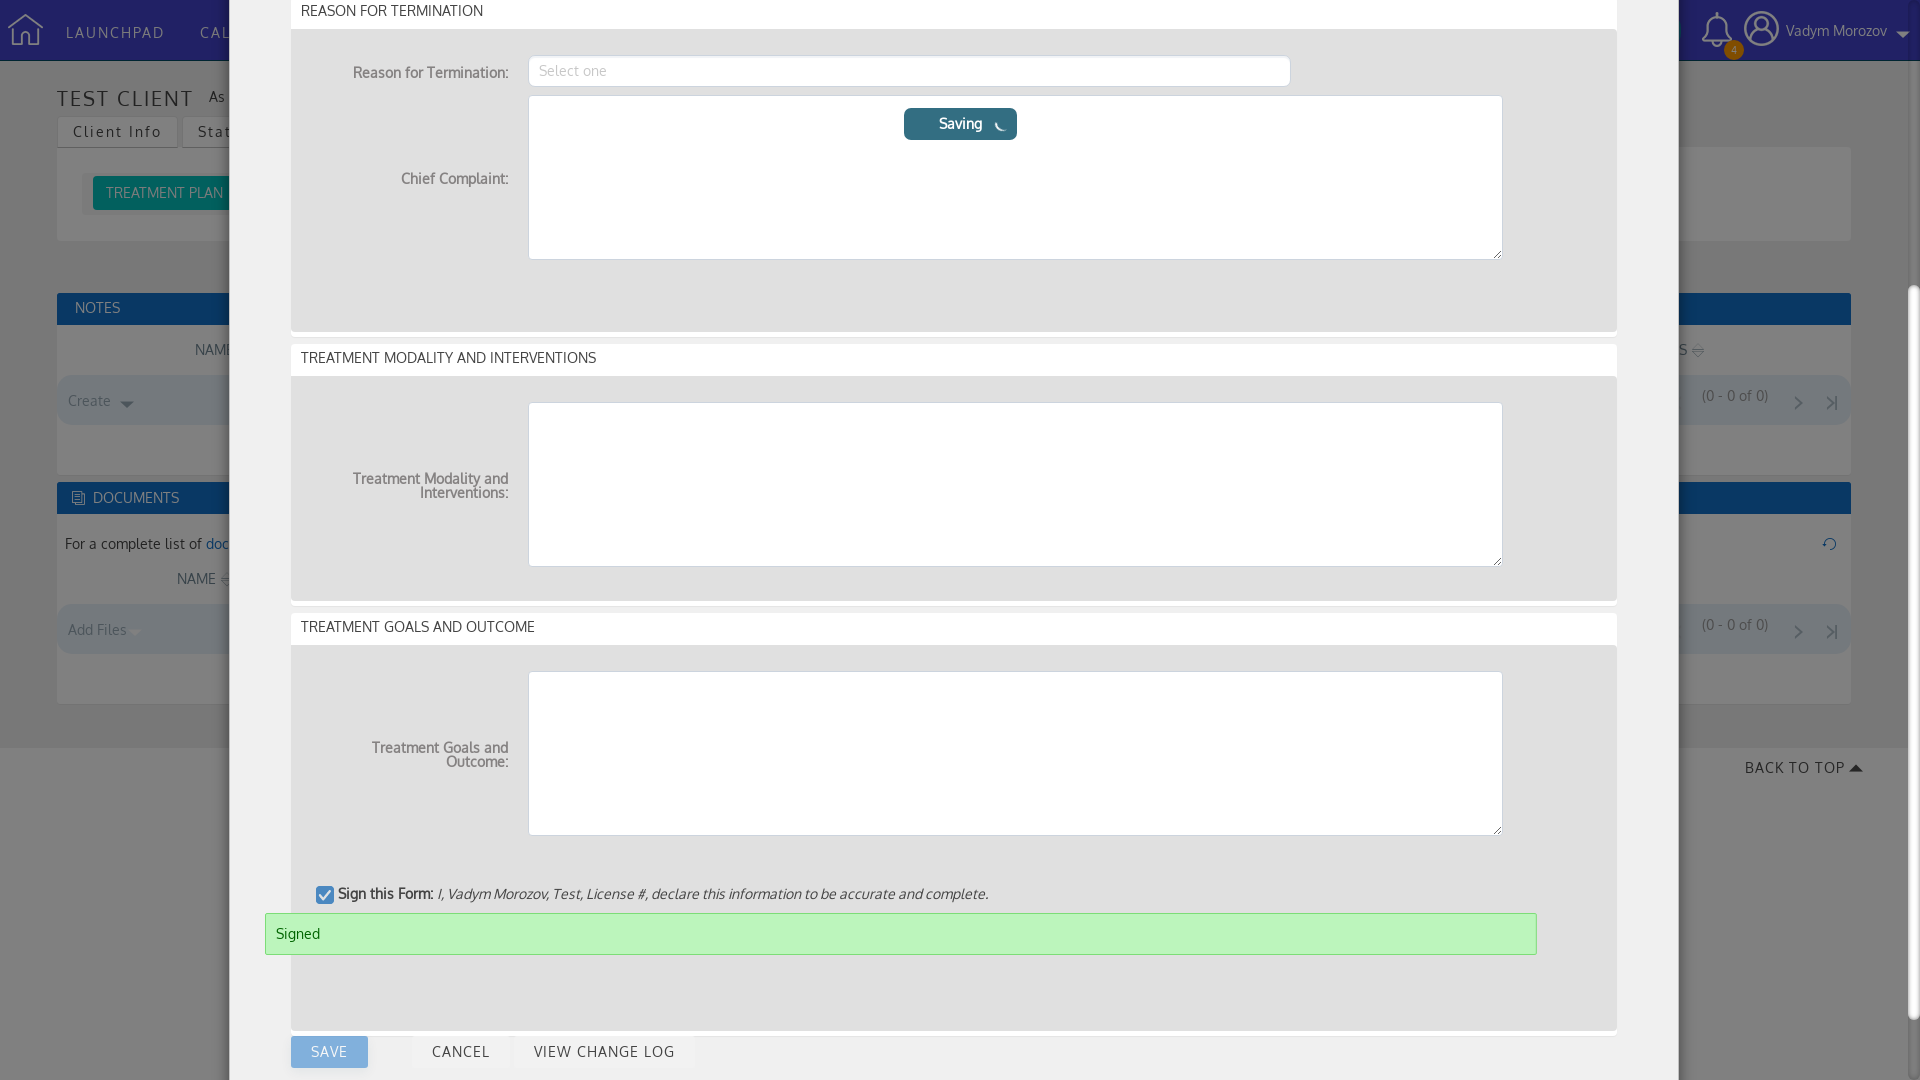 REASON FOR TERMINATION
LAUNCHPAD
CAL
4
Vadym Morozov
Reason for Termination:
Select one
TEST CLIENT As
Saving
Client Info
Stat
Chief Complaint:
TREATMENT PLAN
NOTES
NAME
S
TREATMENT MODALITY AND INTERVENTIONS
Create
(0 - 0 of 0)
Treatment Modality and
Interventions:
DOCUMENTS
For a complete list of doc
NAME
Add Files
(0 - 0 of 0)
TREATMENT GOALS AND OUTCOME
Treatment Goals and
Outcome:
BACK TO TOP
Sign this Form: I, Vadym Morozov, Test, License #, declare this information to be accurate and complete.
Signed
SAVE
CANCEL
VIEW CHANGE LOG